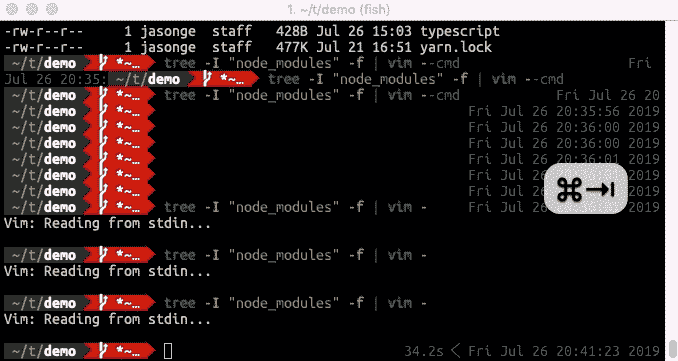 1. ~/t/demo (fish)
-rw-r--r-- 1 jasonge staff 428B Jul 26 15:03 typescript
-rw-r--r-- 1 jasonge staff 477K Jul 21 16:51 yarn.lock
~/t/demo *~… tree -I "node_modules" -f | vim --cmd Fri
Jul 26 20:35: ~/t/demo *~… tree -I "node_modules" -f | vim --cmd
~/t/demo *~… tree -I "node_modules" -f | vim --cmd Fri Jul 26 20
~/t/demo *~… Fri Jul 26 20:35:56 2019
~/t/demo *~… Fri Jul 26 20:36:00 2019
~/t/demo *~… Fri Jul 26 20:36:00 2019
~/t/demo *~… Fri Jul 26 20:36:01 2019
~/t/demo *~… Fri Jul 2019
~/t/demo *~… Fri Jul 2019
~/t/demo *~… tree -I "node_modules" -f | vim - Fri Jul 26 2019
Vim: Reading from stdin...
~/t/demo *~… tree -I "node_modules" -f | vim -
Vim: Reading from stdin...
~/t/demo *~… tree -I "node_modules" -f | vim -
Vim: Reading from stdin...
~/t/demo *~… 34.2s < Fri Jul 26 20:41:23 2019
⌘⇥